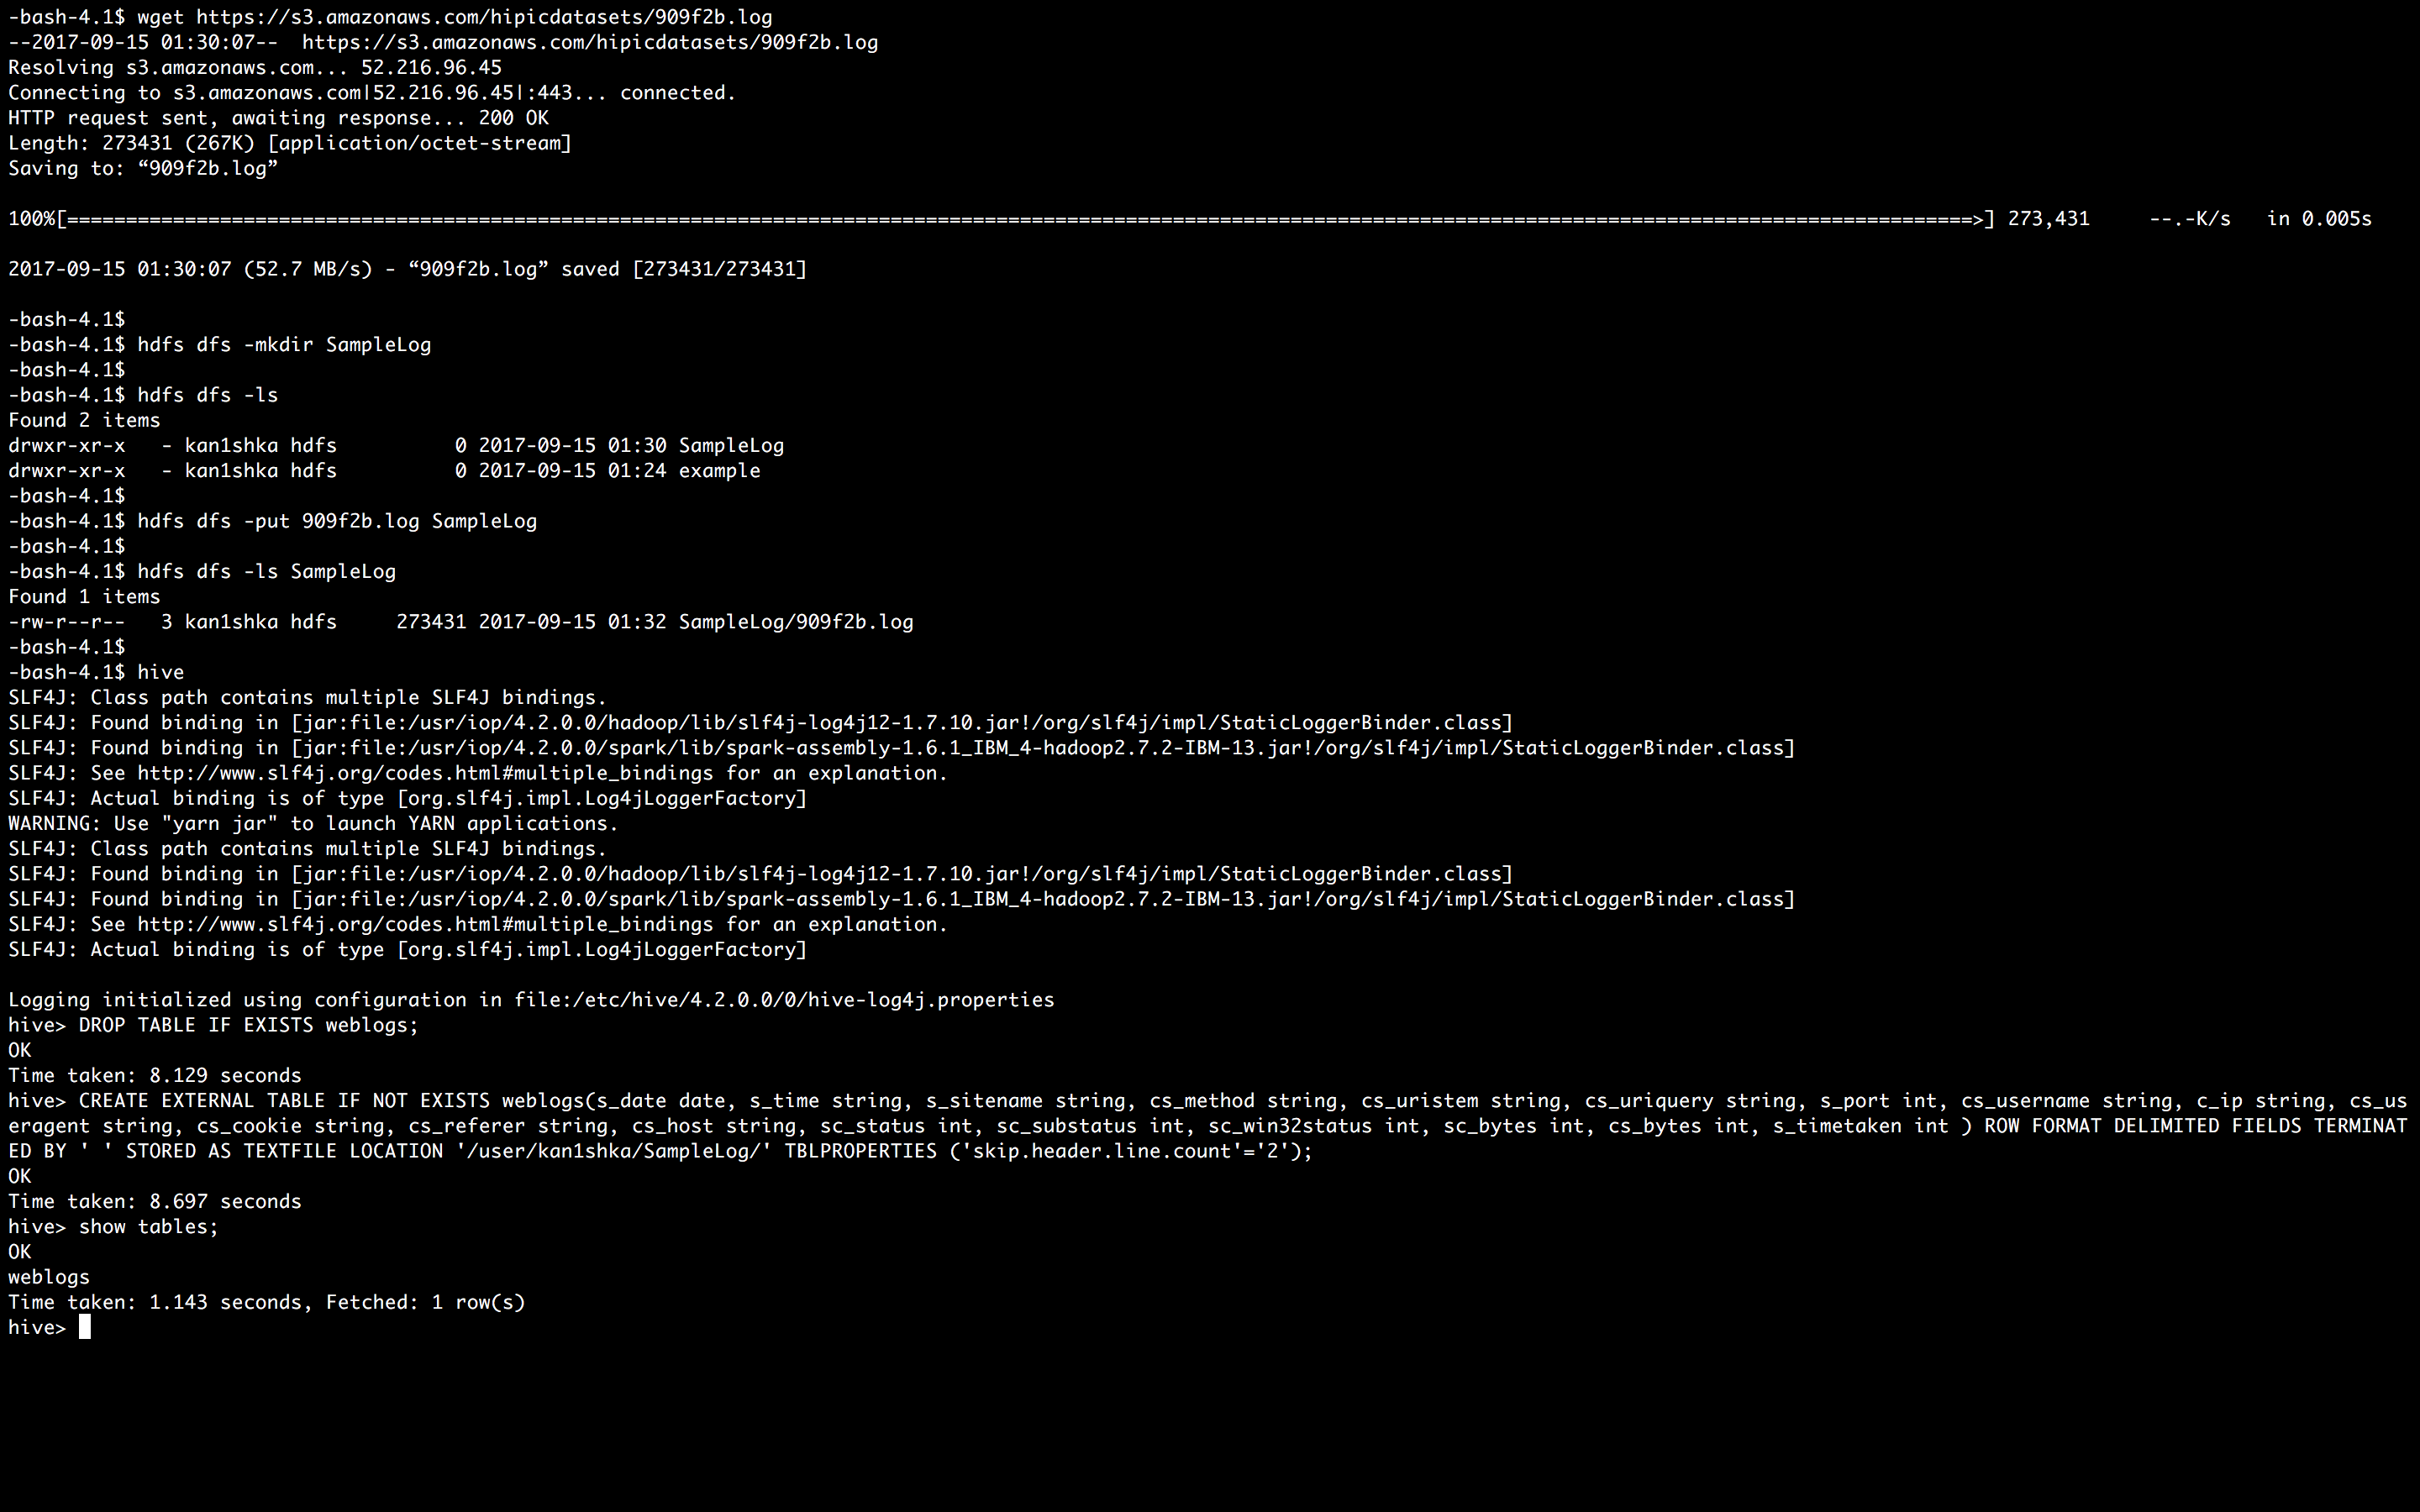 -bash-4.1$ wget https://s3.amazonaws.com/hipicdatasets/909f2b.log
--2017-09-15 01:30:07--  https://s3.amazonaws.com/hipicdatasets/909f2b.log
Resolving s3.amazonaws.com... 52.216.96.45
Connecting to s3.amazonaws.com|52.216.96.45|:443... connected.
HTTP request sent, awaiting response... 200 OK
Length: 273431 (267K) [application/octet-stream]
Saving to: “909f2b.log”
100%[==================================================================================================================================================================>] 273,431     --.-K/s   in 0.005s
2017-09-15 01:30:07 (52.7 MB/s) - “909f2b.log” saved [273431/273431]
-bash-4.1$
-bash-4.1$ hdfs dfs -mkdir SampleLog
-bash-4.1$
-bash-4.1$ hdfs dfs -ls
Found 2 items
drwxr-xr-x   - kan1shka hdfs          0 2017-09-15 01:30 SampleLog
drwxr-xr-x   - kan1shka hdfs          0 2017-09-15 01:24 example
-bash-4.1$
-bash-4.1$ hdfs dfs -put 909f2b.log SampleLog
-bash-4.1$
-bash-4.1$ hdfs dfs -ls SampleLog
Found 1 items
-rw-r--r--   3 kan1shka hdfs     273431 2017-09-15 01:32 SampleLog/909f2b.log
-bash-4.1$
-bash-4.1$ hive
SLF4J: Class path contains multiple SLF4J bindings.
SLF4J: Found binding in [jar:file:/usr/iop/4.2.0.0/hadoop/lib/slf4j-log4j12-1.7.10.jar!/org/slf4j/impl/StaticLoggerBinder.class]
SLF4J: Found binding in [jar:file:/usr/iop/4.2.0.0/spark/lib/spark-assembly-1.6.1_IBM_4-hadoop2.7.2-IBM-13.jar!/org/slf4j/impl/StaticLoggerBinder.class]
SLF4J: See http://www.slf4j.org/codes.html#multiple_bindings for an explanation.
SLF4J: Actual binding is of type [org.slf4j.impl.Log4jLoggerFactory]
WARNING: Use "yarn jar" to launch YARN applications.
SLF4J: Class path contains multiple SLF4J bindings.
SLF4J: Found binding in [jar:file:/usr/iop/4.2.0.0/hadoop/lib/slf4j-log4j12-1.7.10.jar!/org/slf4j/impl/StaticLoggerBinder.class]
SLF4J: Found binding in [jar:file:/usr/iop/4.2.0.0/spark/lib/spark-assembly-1.6.1_IBM_4-hadoop2.7.2-IBM-13.jar!/org/slf4j/impl/StaticLoggerBinder.class]
SLF4J: See http://www.slf4j.org/codes.html#multiple_bindings for an explanation.
SLF4J: Actual binding is of type [org.slf4j.impl.Log4jLoggerFactory]
Logging initialized using configuration in file:/etc/hive/4.2.0.0/0/hive-log4j.properties
hive> DROP TABLE IF EXISTS weblogs;
OK
Time taken: 8.129 seconds
hive> CREATE EXTERNAL TABLE IF NOT EXISTS weblogs(s_date date, s_time string, s_sitename string, cs_method string, cs_uristem string, cs_uriquery string, s_port int, cs_username string, c_ip string, cs_us
eragent string, cs_cookie string, cs_referer string, cs_host string, sc_status int, sc_substatus int, sc_win32status int, sc_bytes int, cs_bytes int, s_timetaken int ) ROW FORMAT DELIMITED FIELDS TERMINAT
ED BY ' ' STORED AS TEXTFILE LOCATION '/user/kan1shka/SampleLog/' TBLPROPERTIES ('skip.header.line.count'='2');
OK
Time taken: 8.697 seconds
hive> show tables;
OK
weblogs
Time taken: 1.143 seconds, Fetched: 1 row(s)
hive>